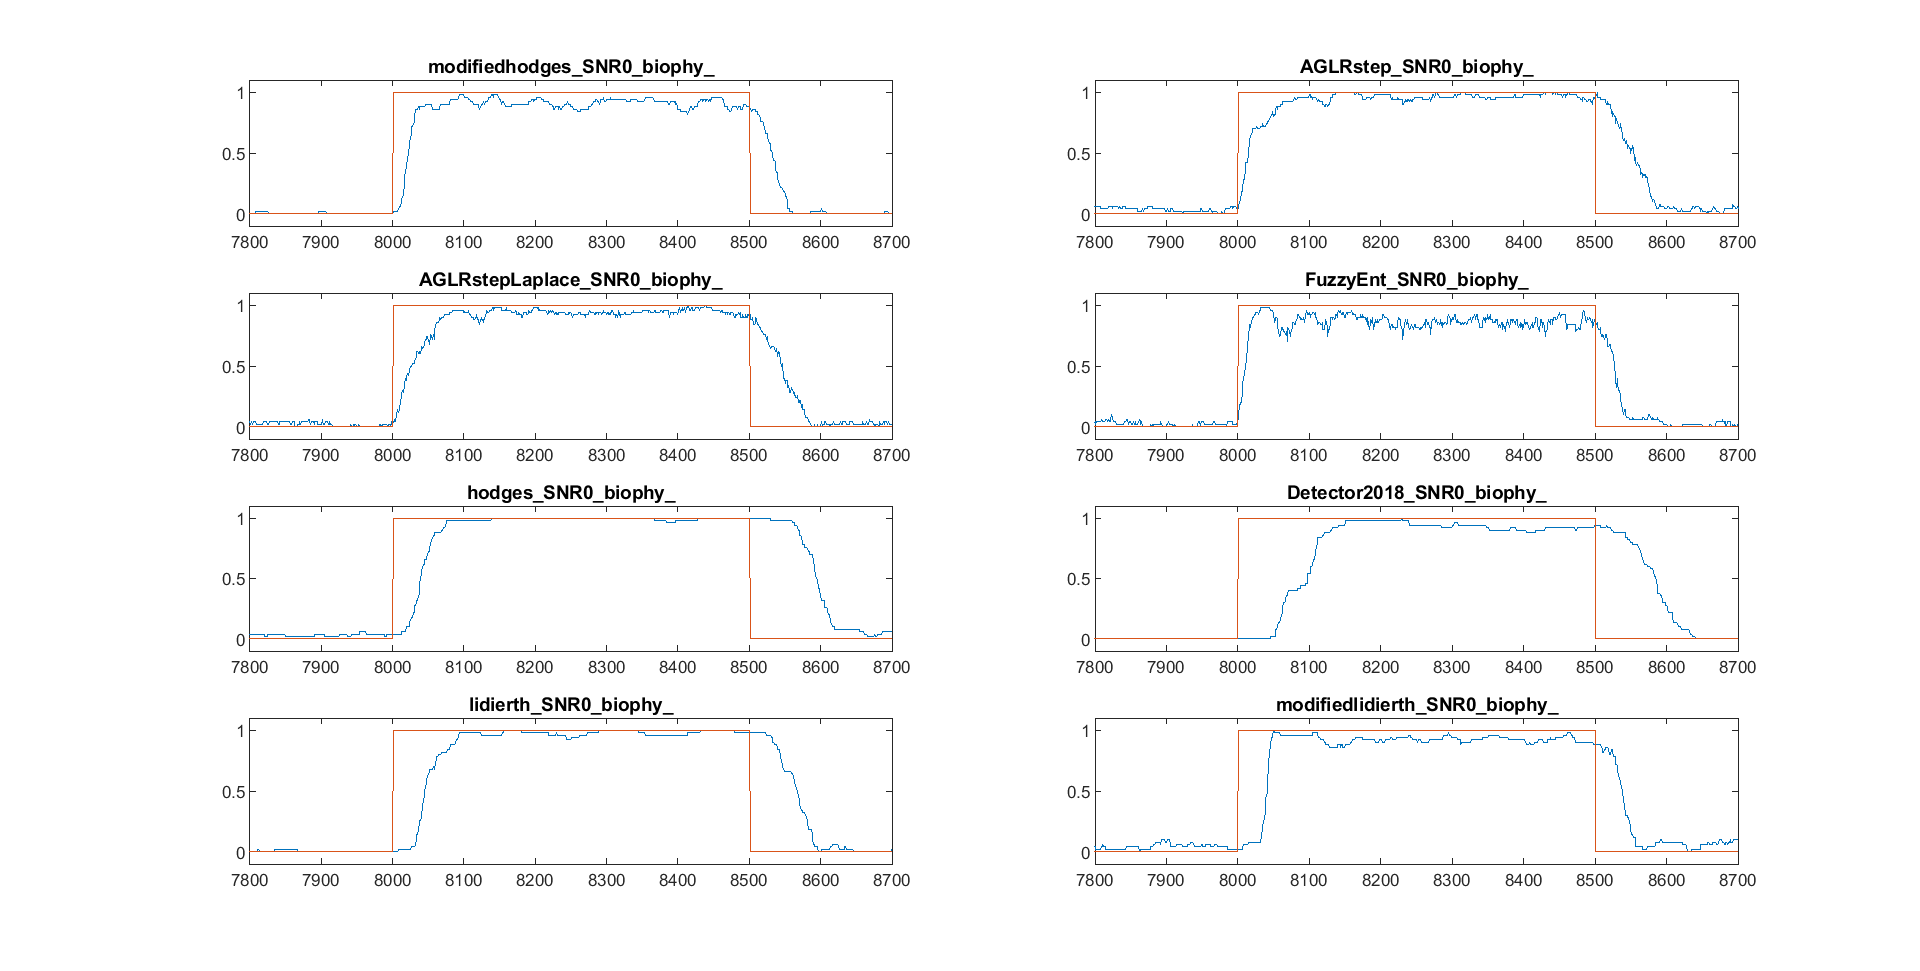 modifiedhodges_SNR0_biophy_
1
0.5
0
7800 7900 8000 8100 8200 8300 8400 8500 8600 8700
AGLRstep_SNR0_biophy_
1
0.5
0
7800 7900 8000 8100 8200 8300 8400 8500 8600 8700
AGLRstepLaplace_SNR0_biophy_
1
0.5
0
7800 7900 8000 8100 8200 8300 8400 8500 8600 8700
FuzzyEnt_SNR0_biophy_
1
0.5
0
7800 7900 8000 8100 8200 8300 8400 8500 8600 8700
hodges_SNR0_biophy_
1
0.5
0
7800 7900 8000 8100 8200 8300 8400 8500 8600 8700
Detector2018_SNR0_biophy_
1
0.5
0
7800 7900 8000 8100 8200 8300 8400 8500 8600 8700
lidierth_SNR0_biophy_
1
0.5
0
7800 7900 8000 8100 8200 8300 8400 8500 8600 8700
modifiedlidierth_SNR0_biophy_
1
0.5
0
7800 7900 8000 8100 8200 8300 8400 8500 8600 8700